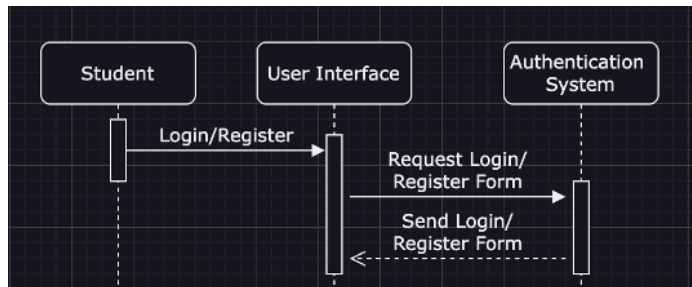 Student
User Interface
Authentication
System
Login/Register
Request Login/
Register Form
Send Login/
Register Form